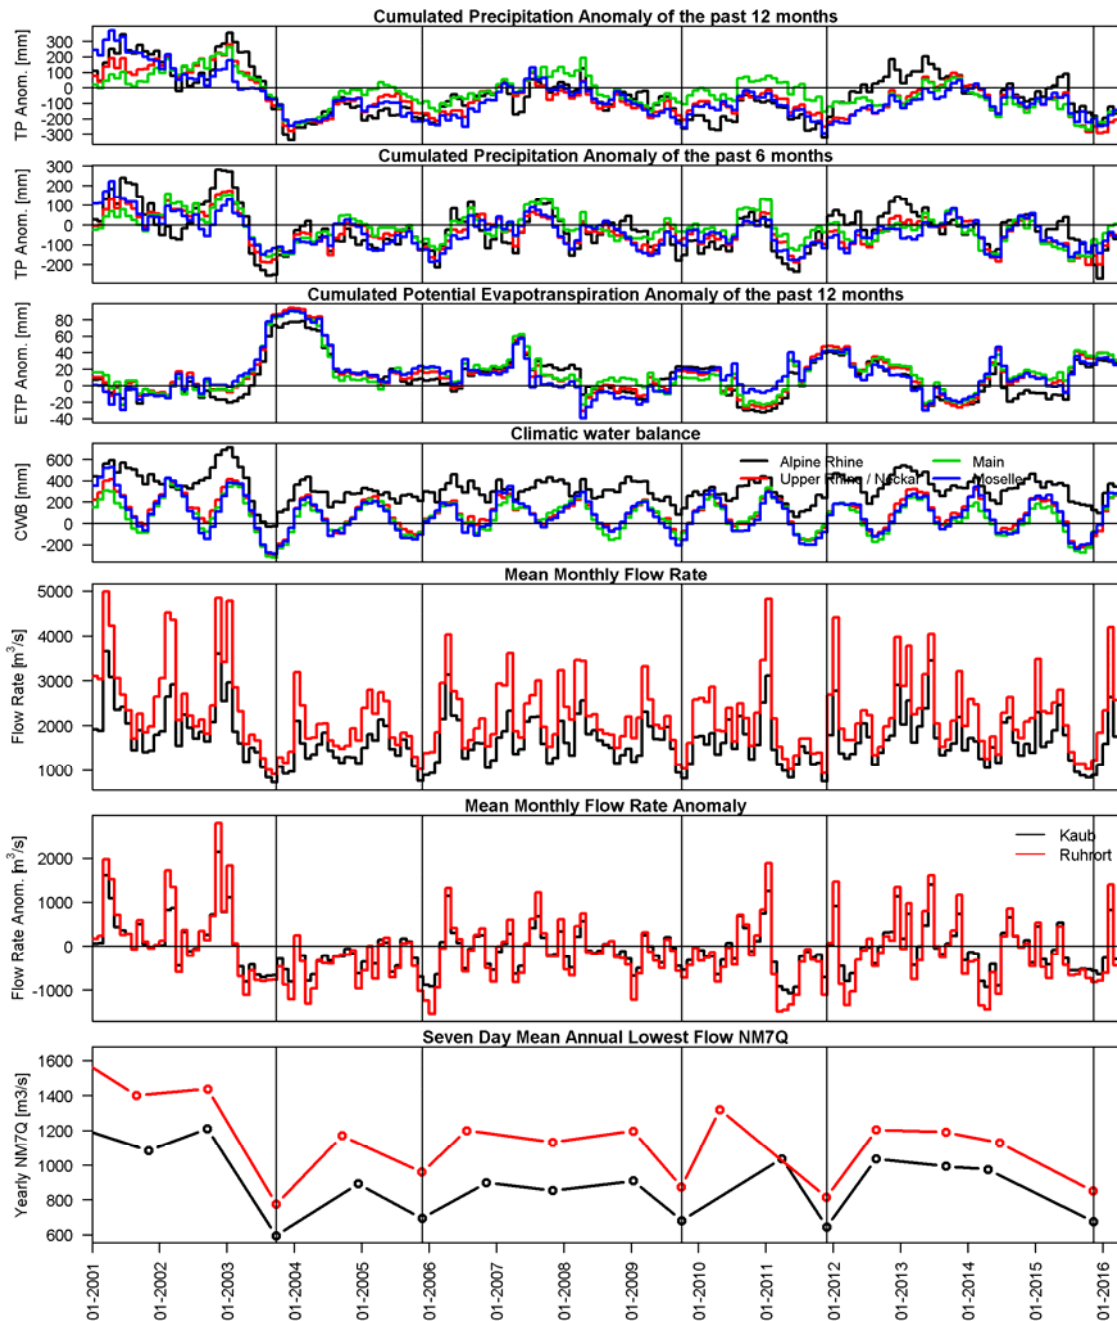 Cumulated Precipitation Anomaly of the past 12 months
TP Anom. [mm]
300
200
100
0
-100
-200
-300
Cumulated Precipitation Anomaly of the past 6 months
TP Anom. [mm]
300
200
100
0
-100
-200
Cumulated Potential Evapotranspiration Anomaly of the past 12 months
ETP Anom. [mm]
80
60
40
20
0
-20
-40
Climatic water balance
CWB [mm]
600
400
200
0
-200
Alpine Rhine
Main
Upper Rhine / Neckar
Moselle
Mean Monthly Flow Rate
Flow Rate [m³/s]
5000
4000
3000
2000
1000
Mean Monthly Flow Rate Anomaly
Flow Rate Anom. [m³/s]
2000
1000
0
-1000
Kaub
Ruhrort
Seven Day Mean Annual Lowest Flow NM7Q
Yearly NM7Q [m3/s]
1600
1400
1200
1000
800
600
01-2001
01-2002
01-2003
01-2004
01-2005
01-2006
01-2007
01-2008
01-2009
01-2010
01-2011
01-2012
01-2013
01-2014
01-2015
01-2016